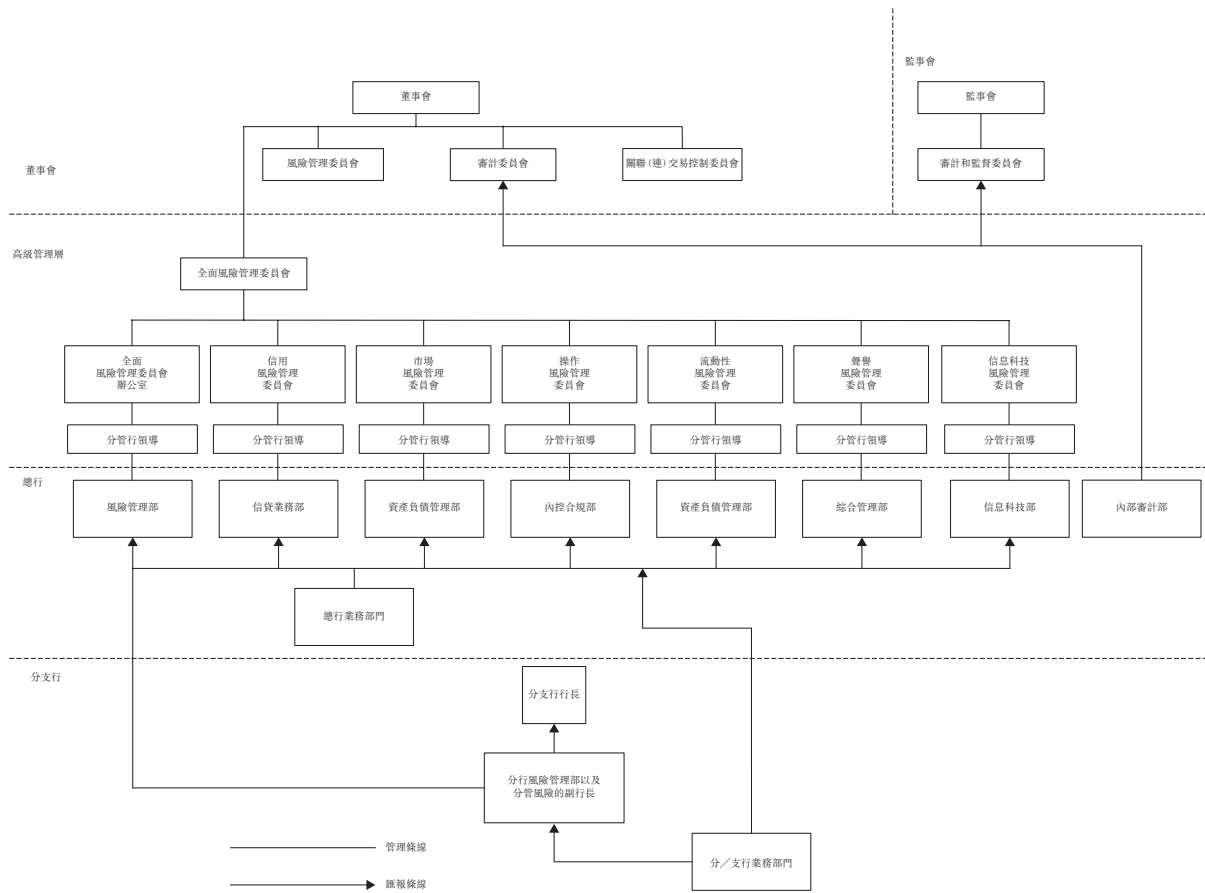 監事會
董事會
監事會
風險管理委員會
審計委員會
關聯(連)交易控制委員會
審計和監督委員會
董事會
高級管理層
全面風險管理委員會
全面
風險管理委員會
辦公室
信用
風險管理
委員會
市場
風險管理
委員會
操作
風險管理
委員會
流動性
風險管理
委員會
聲譽
風險管理
委員會
信息科技
風險管理
委員會
分管行領導
分管行領導
分管行領導
分管行領導
分管行領導
分管行領導
分管行領導
總行
風險管理部
信貸業務部
資產負債管理部
內控合規部
資產負債管理部
綜合管理部
信息科技部
內部審計部
總行業務部門
分支行
分支行行長
分行風險管理部以及
分管風險的副行長
分／支行業務部門
管理條線
匯報條線